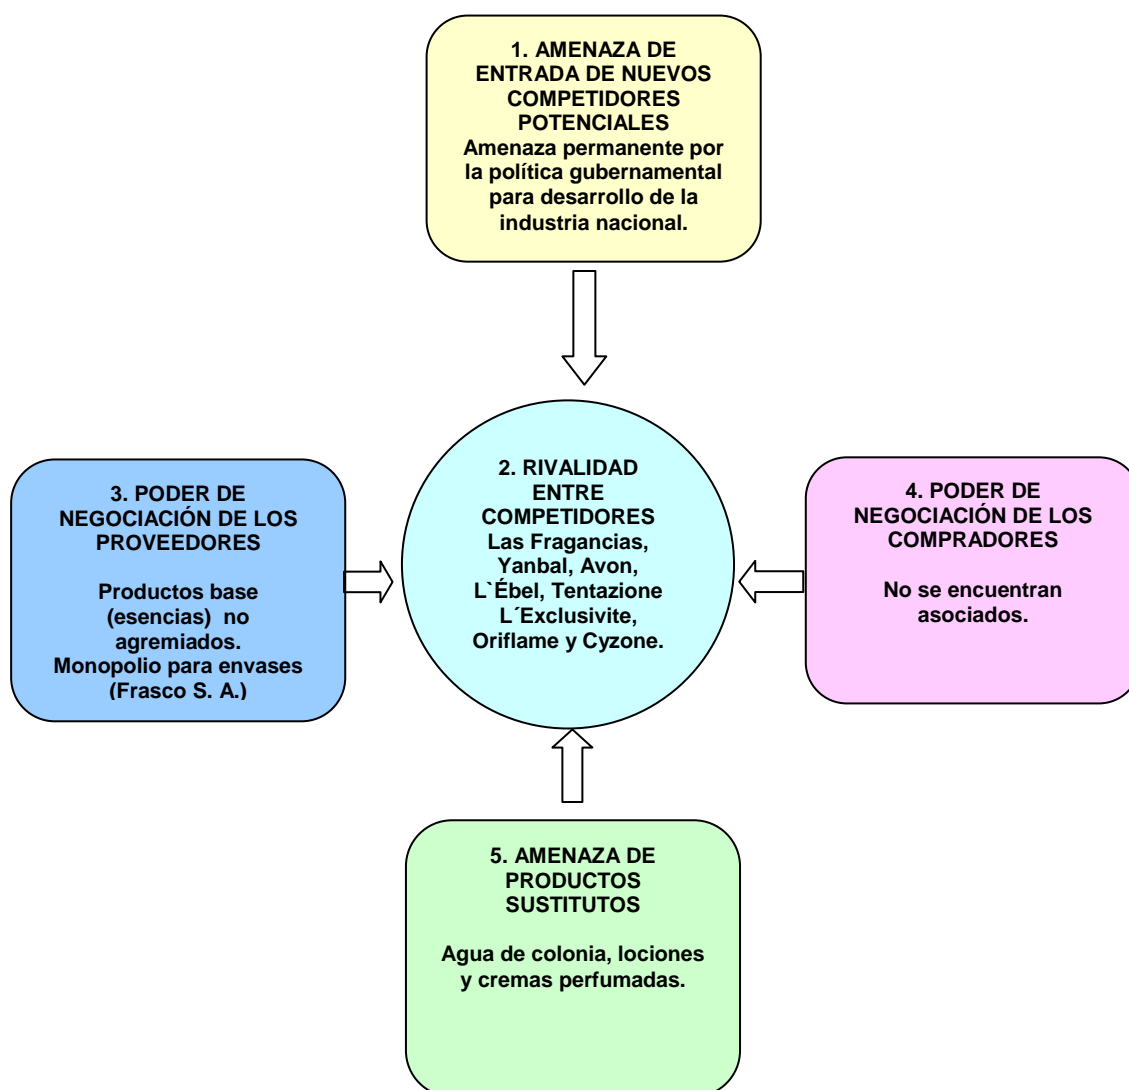 1. AMENAZA DE
ENTRADA DE NUEVOS
COMPETIDORES
POTENCIALES
Amenaza permanente por
la política gubernamental
para desarrollo de la
industria nacional.
2. RIVALIDAD
ENTRE
COMPETIDORES
Las Fragancias,
Yanbal, Avon,
L`Ébel, Tentazione
L´Exclusivite,
Oriflame y Cyzone.
3. PODER DE
NEGOCIACIÓN DE LOS
PROVEEDORES
Productos base
(esencias) no
agremiados.
Monopolio para envases
(Frasco S. A.)
4. PODER DE
NEGOCIACIÓN DE LOS
COMPRADORES
No se encuentran
asociados.
5. AMENAZA DE
PRODUCTOS
SUSTITUTOS
Agua de colonia, lociones
y cremas perfumadas.